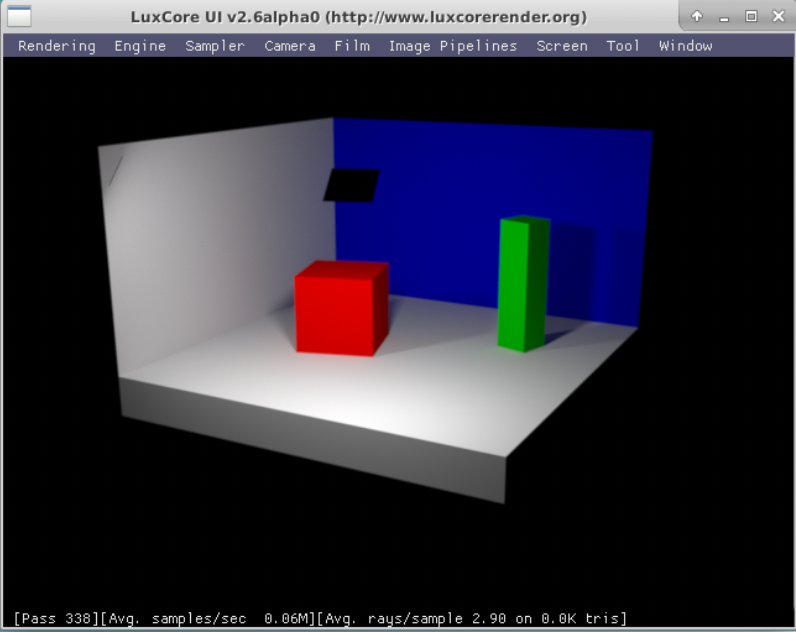 LuxCore UI v2.6alpha0 (http://www.luxcorerender.org)
Rendering Engine Sampler Camera Film Image Pipelines Screen Tool Window
[Pass 338][Avg. samples/sec  0.06M][Avg. rays/sample 2.90 on 0.0K tris]